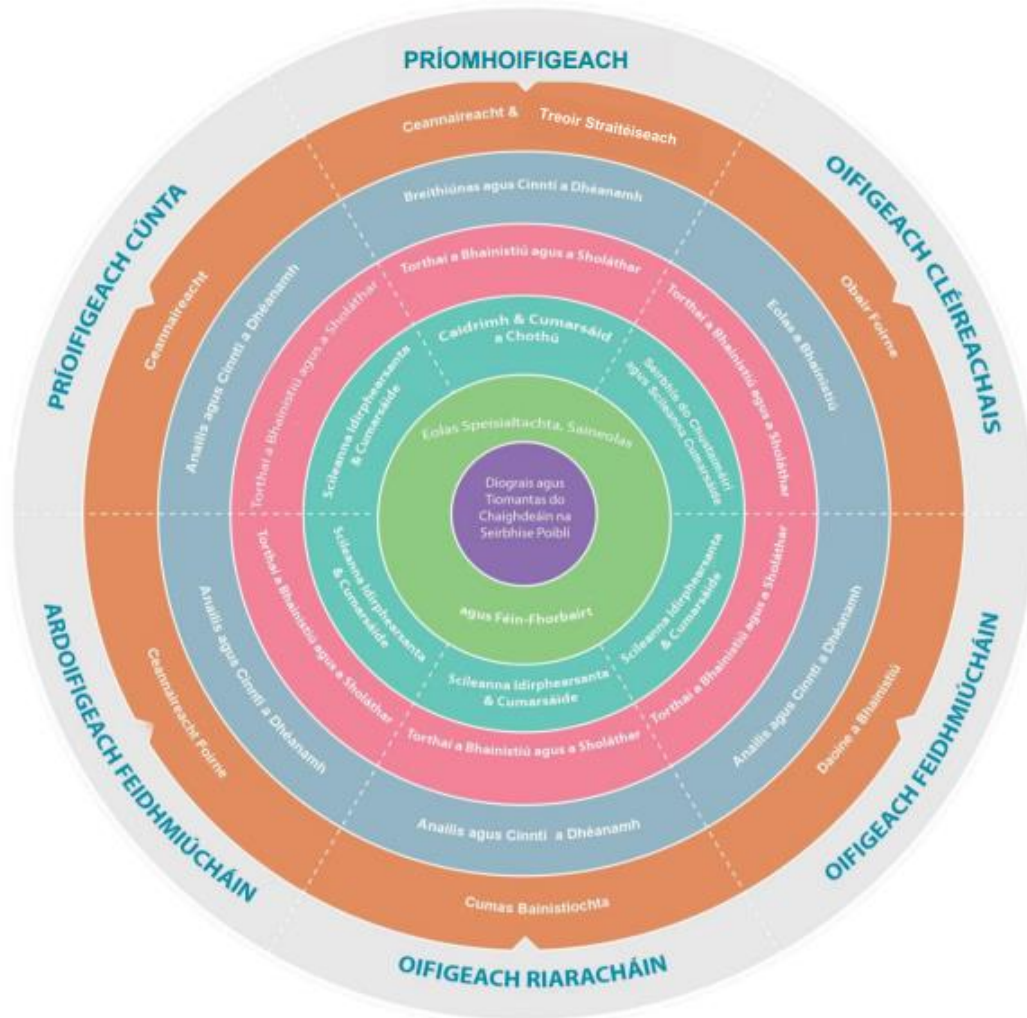 PRÍOMHOIFIGEACH
Ceannaireacht & Treoir Straitéiseach
Breithiúnas agus Cinntí a Dhéanamh
Torthaí a Bhainistiú agus a Sholáthar
Caidrimh & Cumarsáid
a Chothú
OIFIGEACH CLÉIREACHAIS
Obair Foirne
Eolas a Bhainistiú
Torthaí a Bhainistiú agus a Sholáthar
Seirbhís do Chustaiméirí
agus Scileanna Cumarsáide
OIFIGEACH FEIDHMIÚCHÁIN
Daoine a Bhainistiú
Anailís agus Cinntí a Dhéanamh
Torthaí a Bhainistiú agus a Sholáthar
Scileanna Idirphearsanta
& Cumarsáide
OIFIGEACH RIARACHÁIN
Cumas Bainistíochta
Anailís agus Cinntí a Dhéanamh
Torthaí a Bhainistiú agus a Sholáthar
Scileanna Idirphearsanta
& Cumarsáide
ARDOIFIGEACH FEIDHMIÚCHÁIN
Ceannaireacht Foirne
Anailís agus Cinntí a Dhéanamh
Torthaí a Bhainistiú agus a Sholáthar
Scileanna Idirphearsanta
& Cumarsáide
PRÍOIFIGEACH CÚNTA
Ceannaireacht
Anailís agus Cinntí a Dhéanamh
Torthaí a Bhainistiú agus a Sholáthar
Scileanna Idirphearsanta
& Cumarsáide
Eolas Speisialtachta, Saineolas
agus Féin-Fhorbairt
Díograis agus
Tiomantas do
Chaighdeáin na
Seirbhíse Poiblí